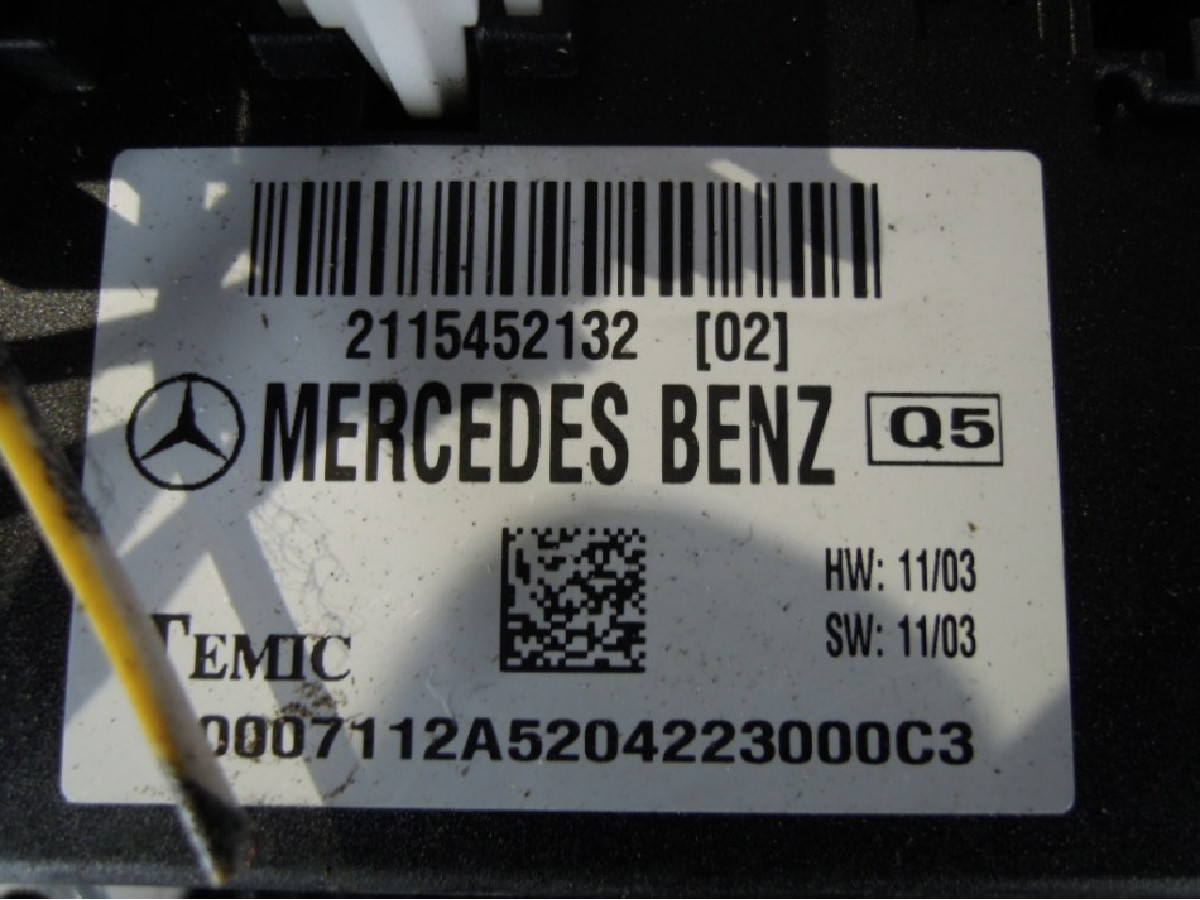 2115452132 [02]
MERCEDES BENZ Q5
HW: 11/03
SW: 11/03
TEMIC
0007112A5204223000C3